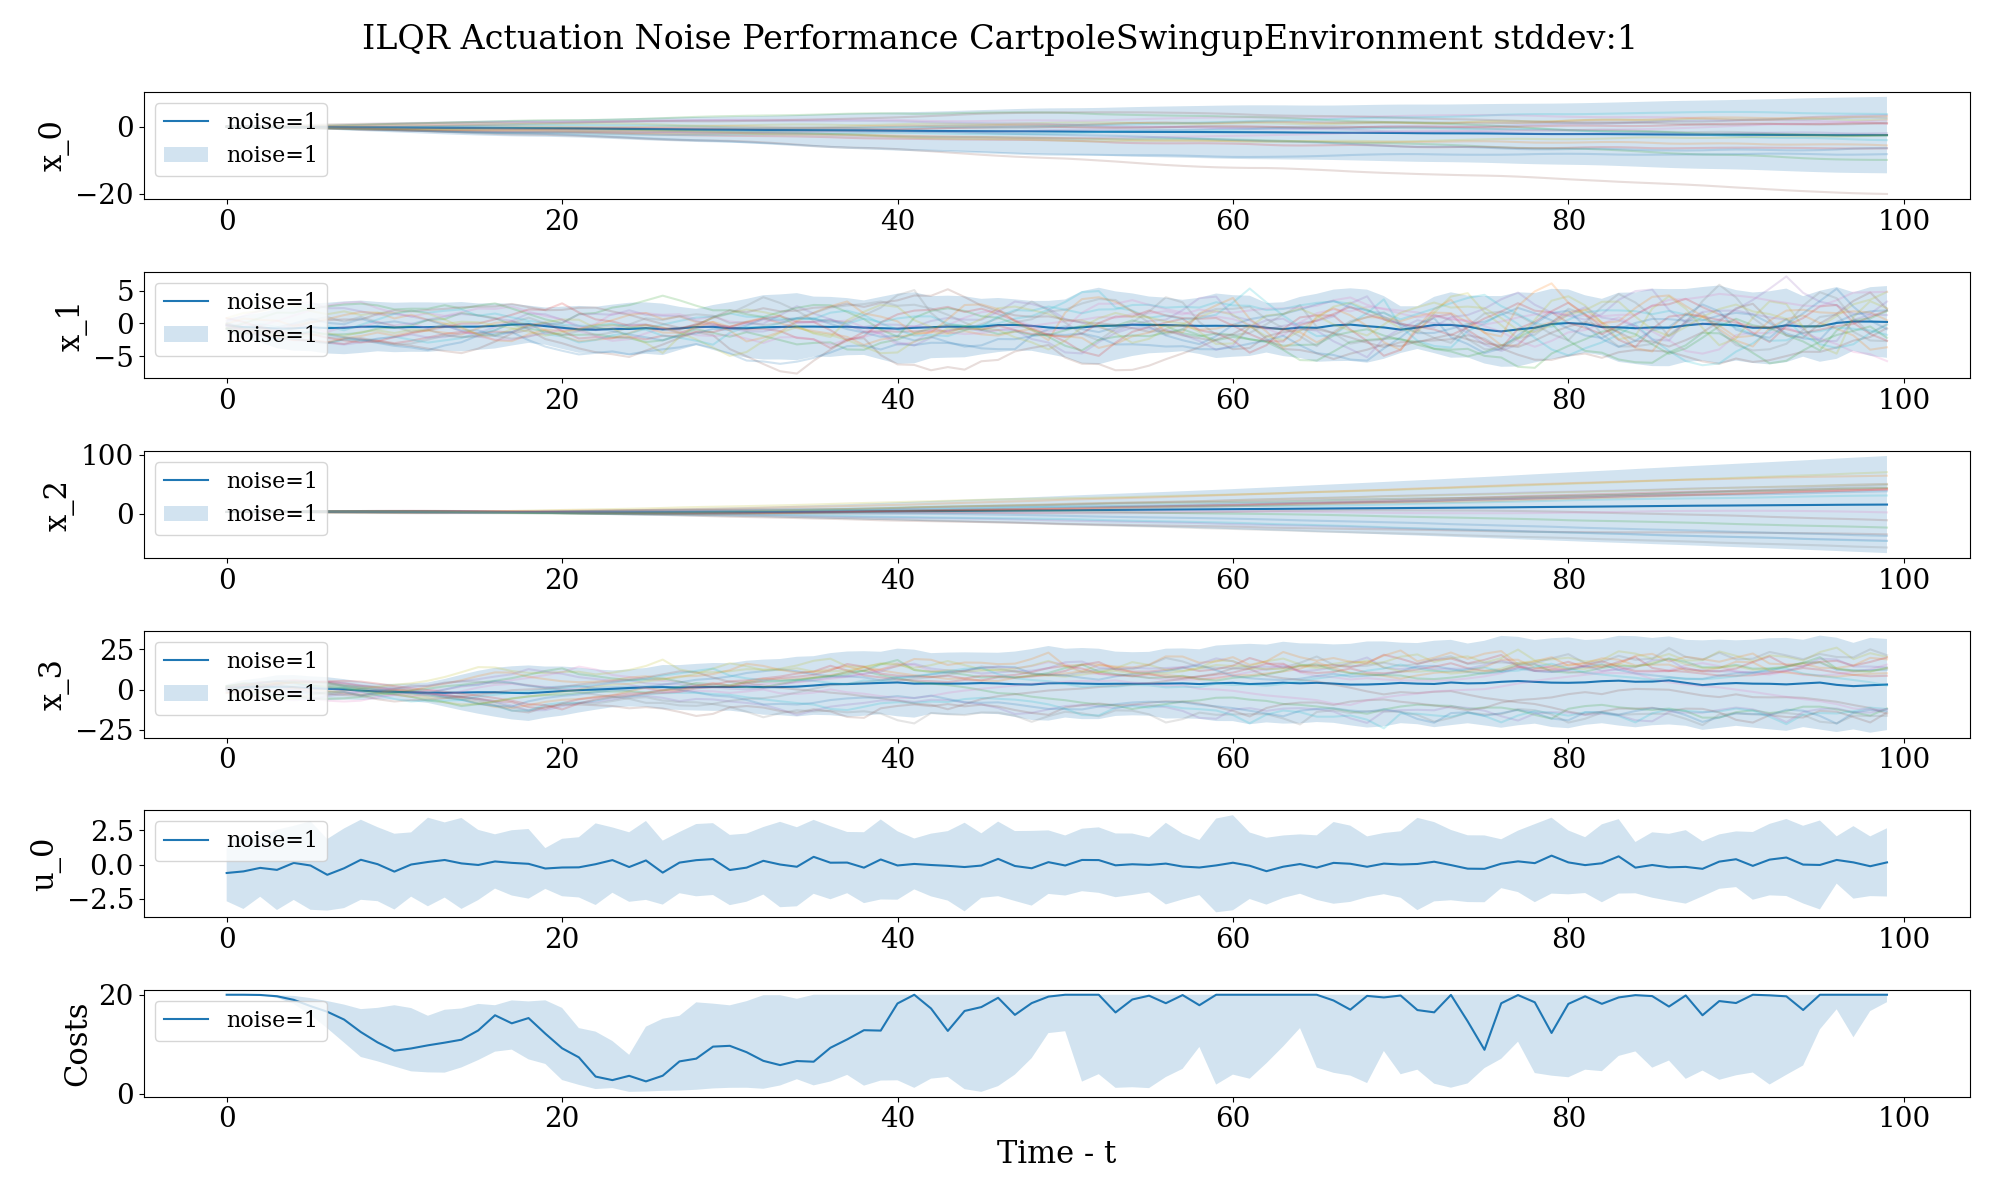 ILQR Actuation Noise Performance CartpoleSwingupEnvironment stddev:1
x_0
0
−20
noise=1
noise=1
0 20 40 60 80 100
x_1
5
0
−5
noise=1
noise=1
0 20 40 60 80 100
x_2
100
0
noise=1
noise=1
0 20 40 60 80 100
x_3
25
0
−25
noise=1
noise=1
0 20 40 60 80 100
u_0
2.5
0.0
−2.5
noise=1
0 20 40 60 80 100
Costs
20
0
noise=1
0 20 40 60 80 100
Time - t